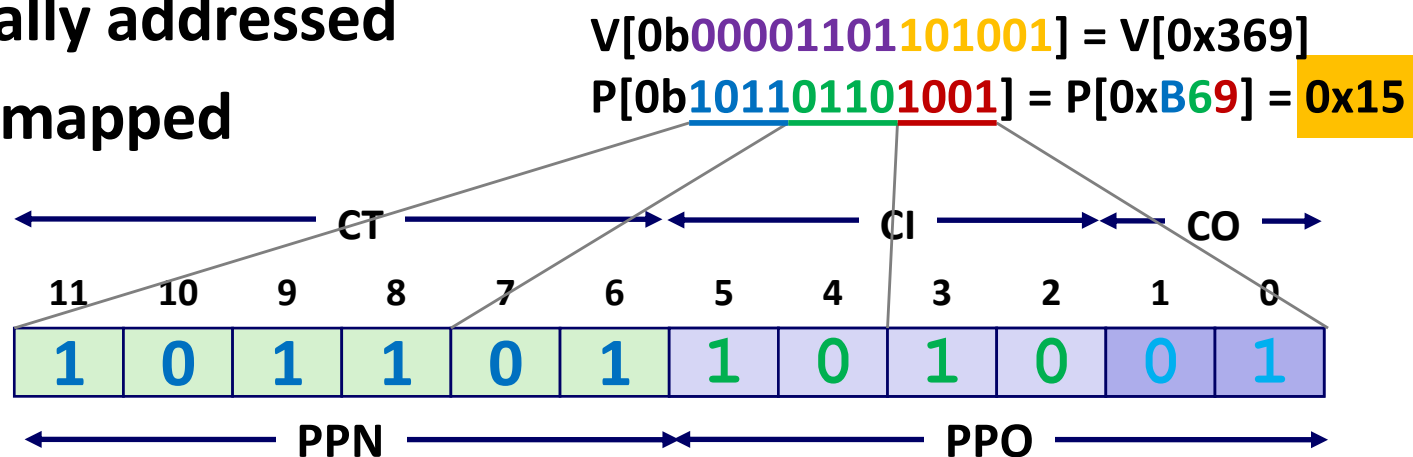 ally addressed
mapped
V[0b00001101101001] = V[0x369]
P[0b101101101001] = P[0xB69] = 0x15
CT CI CO
11 10 9 8 7 6 5 4 3 2 1 0
1 0 1 1 0 1 1 0 1 0 0 1
PPN PPO